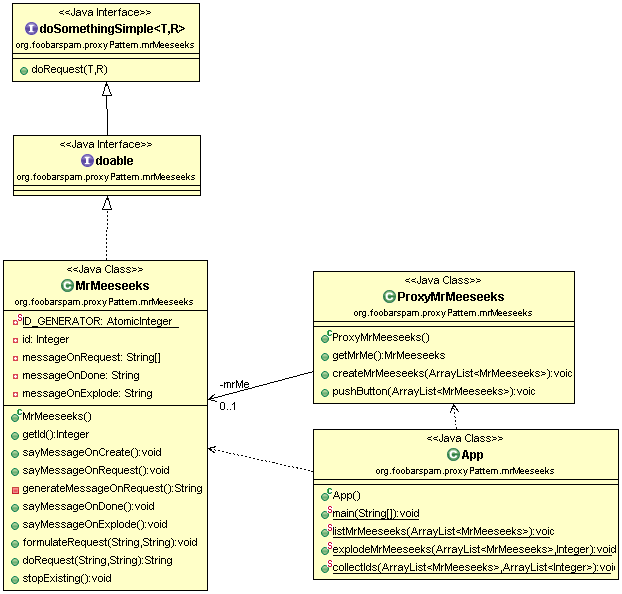 <<Java Interface>>
doSomethingSimple<T,R>
org.foobarspam.proxyPattern.mrMeeseeks
doRequest(T,R)
<<Java Interface>>
doable
org.foobarspam.proxyPattern.mrMeeseeks
<<Java Class>>
MrMeeseeks
org.foobarspam.proxyPattern.mrMeeseeks
ID_GENERATOR: AtomicInteger
id: Integer
messageOnRequest: String[]
messageOnDone: String
messageOnExplode: String
MrMeeseeks()
getId():Integer
sayMessageOnCreate():void
sayMessageOnRequest():void
generateMessageOnRequest():String
sayMessageOnDone():void
sayMessageOnExplode():void
formulateRequest(String,String):void
doRequest(String,String):String
stopExisting():void
-mrMe
0..1
<<Java Class>>
ProxyMrMeeseeks
org.foobarspam.proxyPattern.mrMeeseeks
ProxyMrMeeseeks()
getMrMe():MrMeeseeks
createMrMeeseeks(ArrayList<MrMeeseeks>):voic
pushButton(ArrayList<MrMeeseeks>):voic
<<Java Class>>
App
org.foobarspam.proxyPattern.mrMeeseeks
App()
main(String[]):void
listMrMeeseeks(ArrayList<MrMeeseeks>):voic
explodeMrMeeseeks(ArrayList<MrMeeseeks>,Integer):void
collectIds(ArrayList<MrMeeseeks>,ArrayList<Integer>):voi